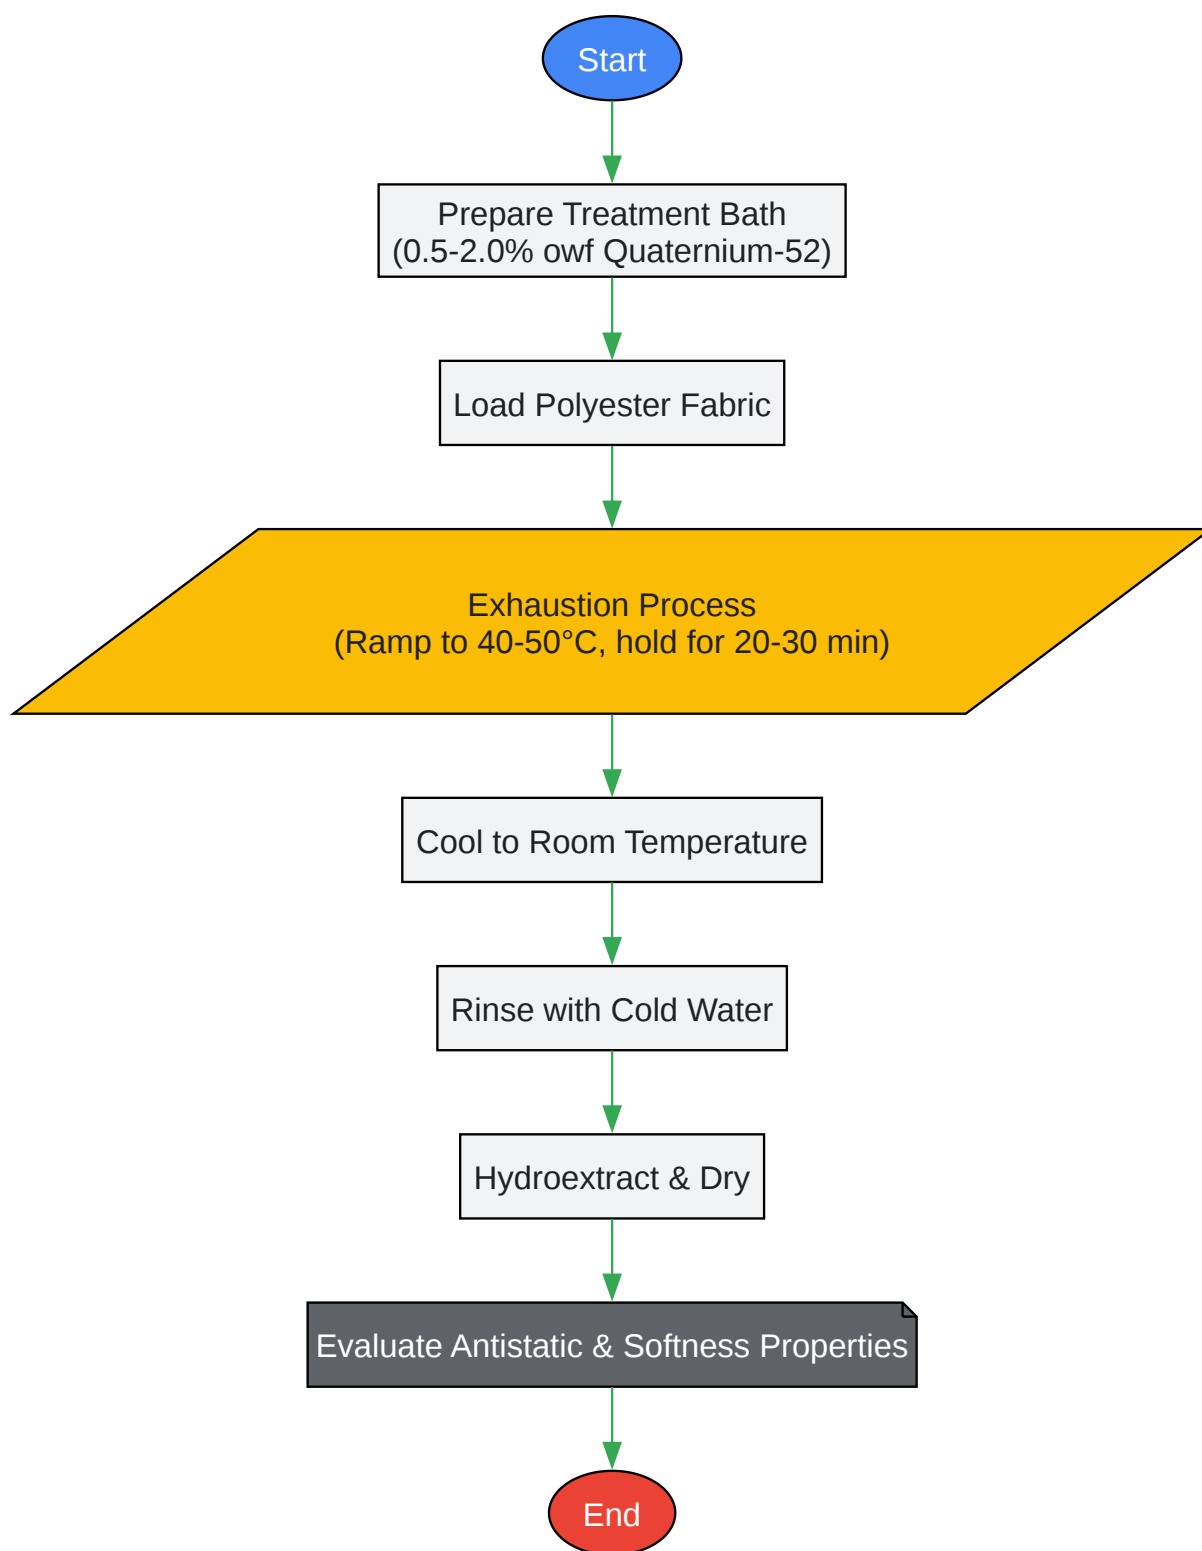 Start
Prepare Treatment Bath
(0.5-2.0% owf Quaternium-52)
Load Polyester Fabric
Exhaustion Process
(Ramp to 40-50°C, hold for 20-30 min)
Cool to Room Temperature
Rinse with Cold Water
Hydroextract & Dry
Evaluate Antistatic & Softness Properties
End